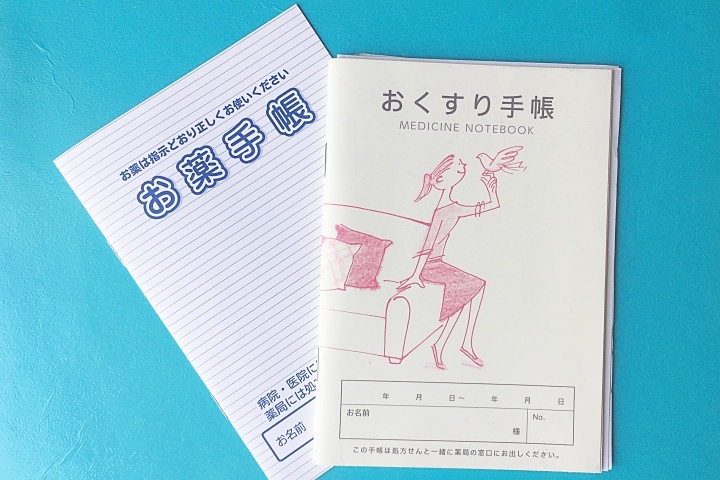 お薬は指示どおり正しくお使いください
お薬手帳
病院・医院に
薬局には処
お名前
おくすり手帳
MEDICINE NOTEBOOK
年 月 日〜 年 月 日
お名前
様
No.
この手帳は処方せんと一緒に薬局の窓口にお出しください。